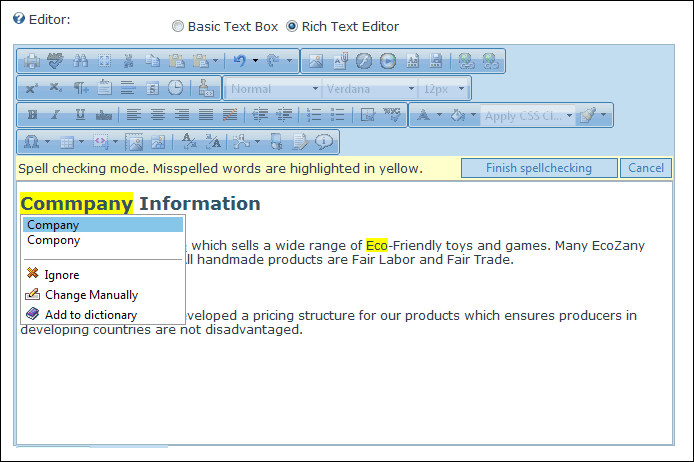 Editor:
Basic Text Box Rich Text Editor
Normal Verdana 12px
Apply CSS Cl...
Spell checking mode. Misspelled words are highlighted in yellow. Finish spellchecking Cancel
Commpany Information
Company
Compony
which sells a wide range of Eco-Friendly toys and games. Many EcoZany
ll handmade products are Fair Labor and Fair Trade.
Ignore
Change Manually
Add to dictionary
veloped a pricing structure for our products which ensures producers in
developing countries are not disadvantaged.